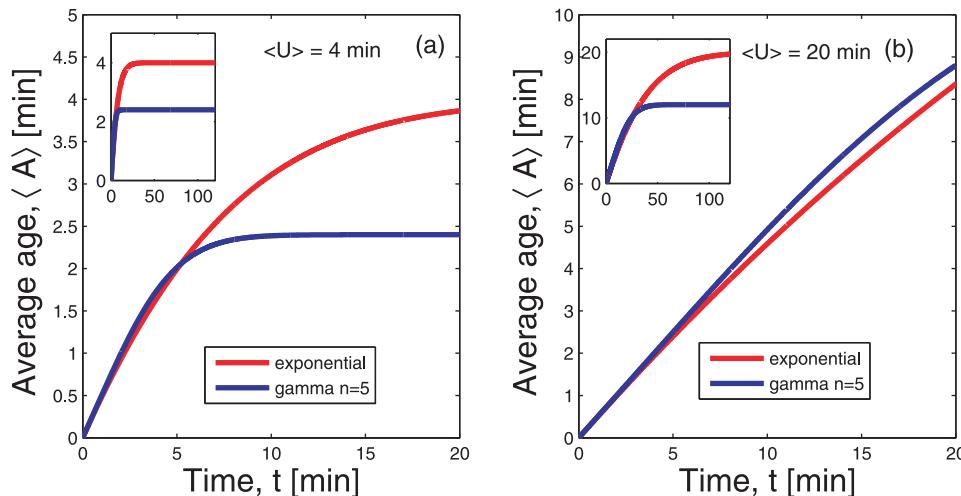 5
4.5
4
3.5
3
2.5
2
1.5
1
0.5
0
0 5 10 15 20
Average age, ⟨ A⟩ [min]
Time, t [min]
4
2
0
0 50 100
<U> = 4 min
(a)
exponential
gamma n=5
10
9
8
7
6
5
4
3
2
1
0
0 5 10 15 20
Average age, ⟨ A⟩ [min]
Time, t [min]
20
10
0
0 50 100
<U> = 20 min
(b)
exponential
gamma n=5